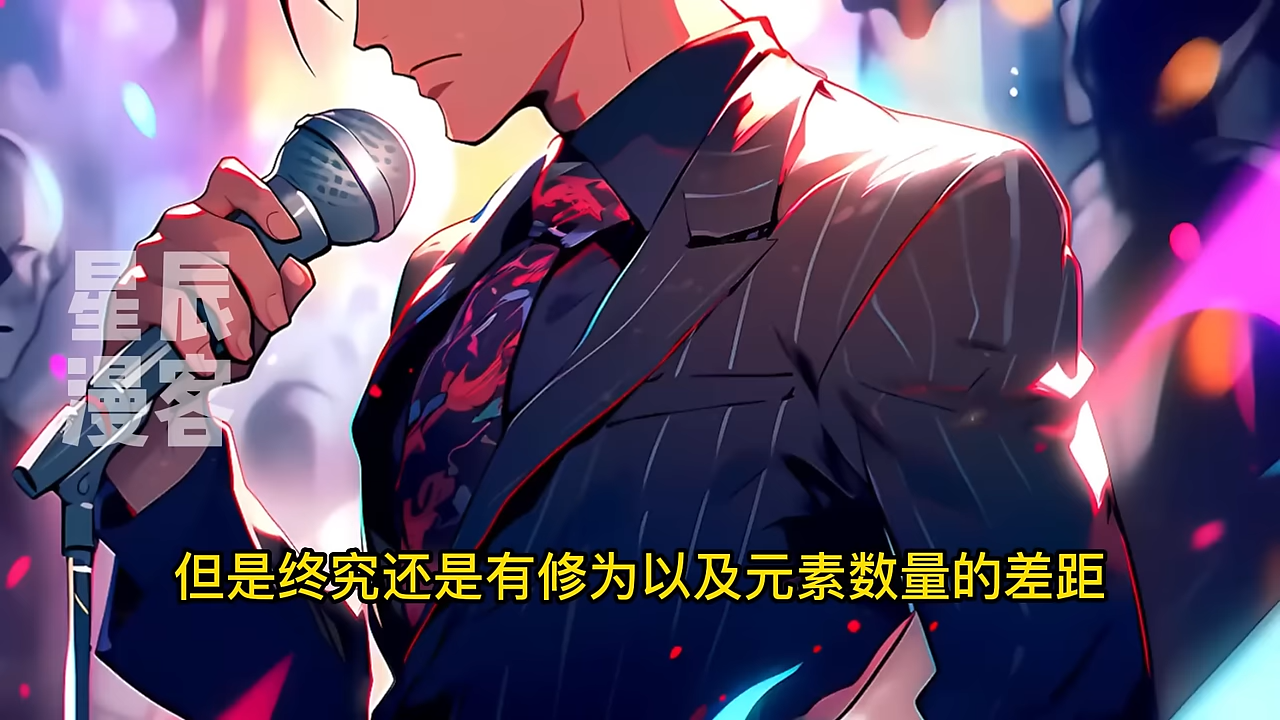 星辰
漫客
但是终究还是有修为以及元素数量的差距